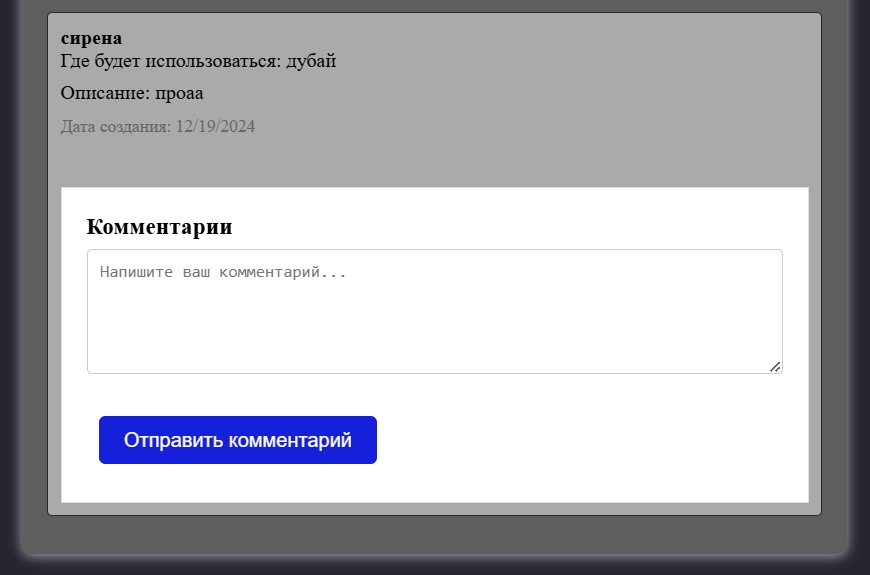 сирена
Где будет использоваться: дубай
Описание: проаа
Дата создания: 12/19/2024
Комментарии
Напишите ваш комментарий...
Отправить комментарий